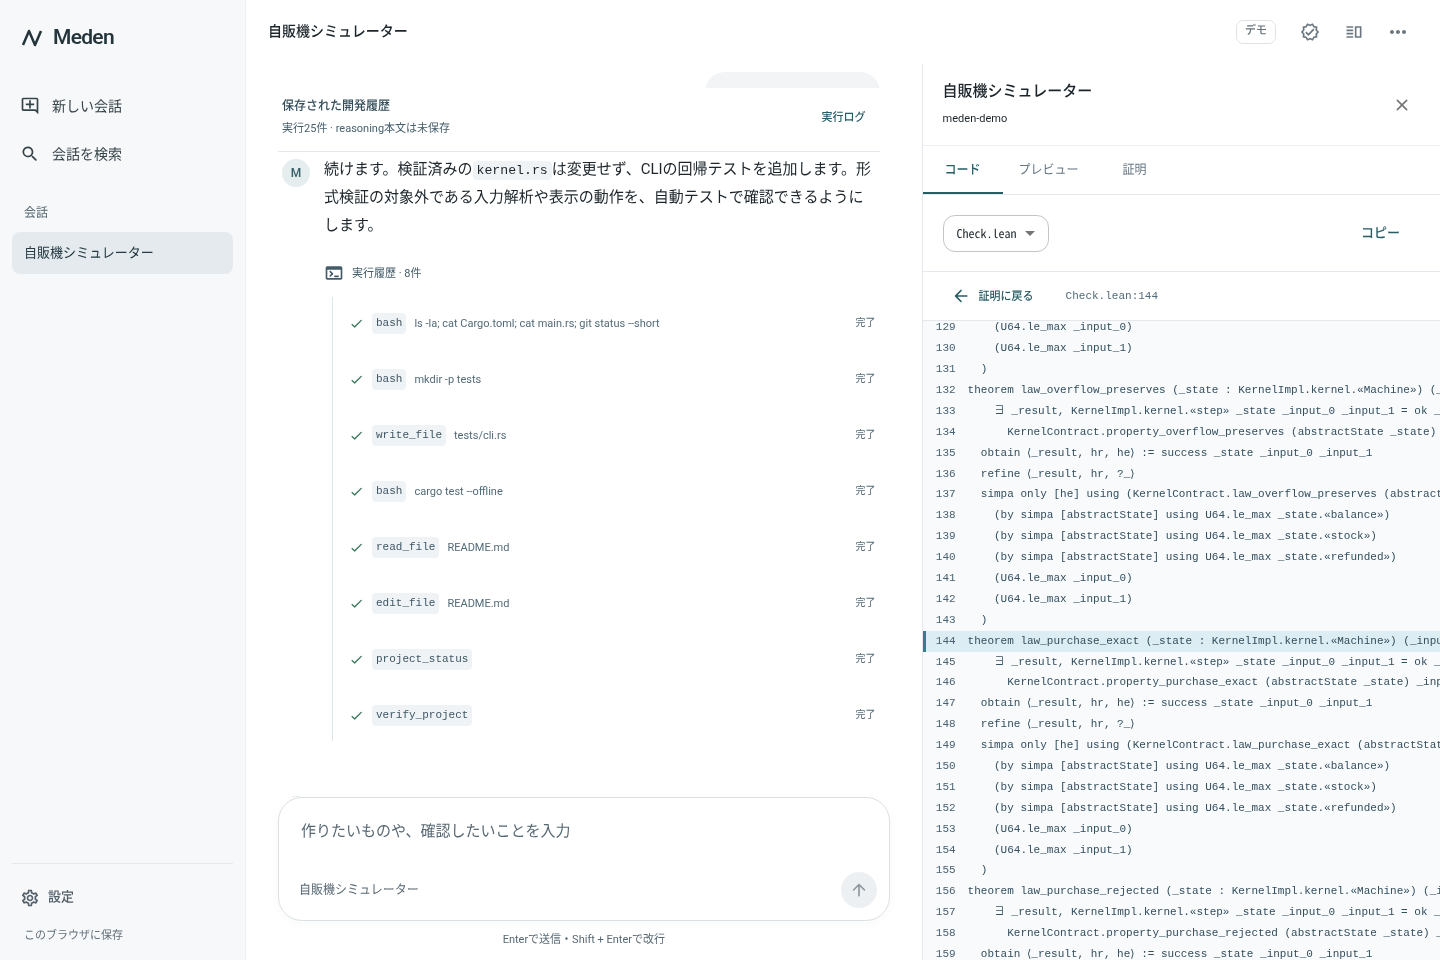 Meden
新しい会話
会話を検索
会話
自販機シミュレーター
設定
このブラウザに保存
自販機シミュレーター
デモ
保存された開発履歴
実行25件 · reasoning本文は未保存
実行ログ
M
続けます。検証済みの kernel.rs は変更せず、CLIの回帰テストを追加します。形
式検証の対象外である入力解析や表示の動作を、自動テストで確認できるように
します。
実行履歴 · 8件
bash ls -la; cat Cargo.toml; cat main.rs; git status --short 完了
bash mkdir -p tests 完了
write_file tests/cli.rs 完了
bash cargo test --offline 完了
read_file README.md 完了
edit_file README.md 完了
project_status 完了
verify_project 完了
作りたいものや、確認したいことを入力
自販機シミュレーター
Enterで送信・Shift + Enterで改行
自販機シミュレーター
meden-demo
コード プレビュー 証明
Check.lean
コピー
証明に戻る Check.lean:144
129 (U64.le_max _input_0)
130 (U64.le_max _input_1)
131 )
132 theorem law_overflow_preserves (_state : KernelImpl.kernel.«Machine») (_
133 ∃ _result, KernelImpl.kernel.«step» _state _input_0 _input_1 = ok _
134 KernelContract.property_overflow_preserves (abstractState _state)
135 obtain ⟨_result, hr, he⟩ := success _state _input_0 _input_1
136 refine ⟨_result, hr, ?_⟩
137 simpa only [he] using (KernelContract.law_overflow_preserves (abstract
138 (by simpa [abstractState] using U64.le_max _state.«balance»)
139 (by simpa [abstractState] using U64.le_max _state.«stock»)
140 (by simpa [abstractState] using U64.le_max _state.«refunded»)
141 (U64.le_max _input_0)
142 (U64.le_max _input_1)
143 )
144 theorem law_purchase_exact (_state : KernelImpl.kernel.«Machine») (_inpu
145 ∃ _result, KernelImpl.kernel.«step» _state _input_0 _input_1 = ok _
146 KernelContract.property_purchase_exact (abstractState _state) _inp
147 obtain ⟨_result, hr, he⟩ := success _state _input_0 _input_1
148 refine ⟨_result, hr, ?_⟩
149 simpa only [he] using (KernelContract.law_purchase_exact (abstractStat
150 (by simpa [abstractState] using U64.le_max _state.«balance»)
151 (by simpa [abstractState] using U64.le_max _state.«stock»)
152 (by simpa [abstractState] using U64.le_max _state.«refunded»)
153 (U64.le_max _input_0)
154 (U64.le_max _input_1)
155 )
156 theorem law_purchase_rejected (_state : KernelImpl.kernel.«Machine») (_i
157 ∃ _result, KernelImpl.kernel.«step» _state _input_0 _input_1 = ok _
158 KernelContract.property_purchase_rejected (abstractState _state) _
159 obtain ⟨_result, hr, he⟩ := success _state _input_0 _input_1